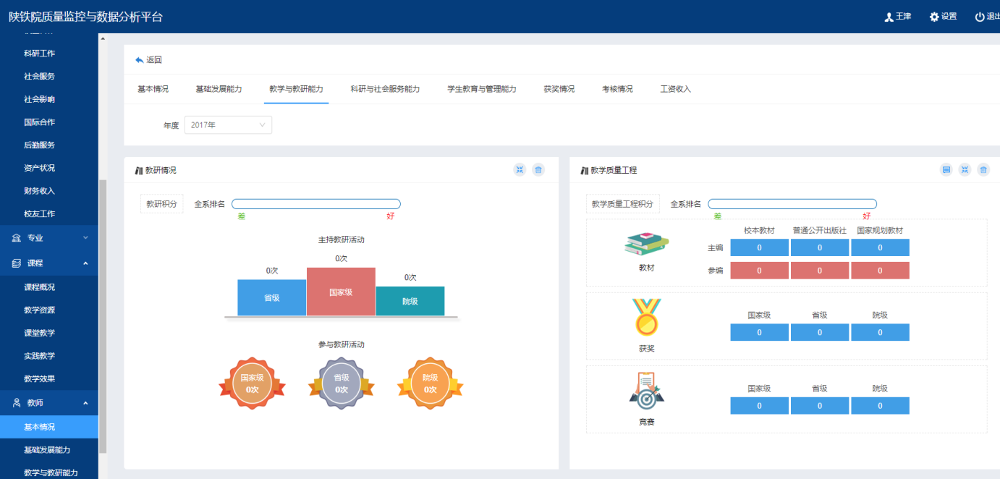 陕铁院质量监控与数据分析平台
王津
设置
退出
科研工作
社会服务
社会影响
国际合作
后勤服务
资产状况
财务收入
校友工作
专业
课程
课程概况
教学资源
课堂教学
实践教学
教学效果
教师
基本情况
基础发展能力
教学与教研能力
返回
基本情况 基础发展能力 教学与教研能力 科研与社会服务能力 学生教育与管理能力 获奖情况 考核情况 工资收入
年度 2017年
教研情况
教研积分 全系排名
差 好
主持教研活动
0次
0次
0次
省级
国家级
院级
参与教研活动
国家级 省级 院级
0次 0次 0次
教学质量工程
教学质量工程积分 全系排名
差 好
校本教材 普通公开出版社 国家规划教材
主编 0 0 0
教材
参编 0 0 0
国家级 省级 院级
0 0 0
获奖
国家级 省级 院级
0 0 0
竞赛